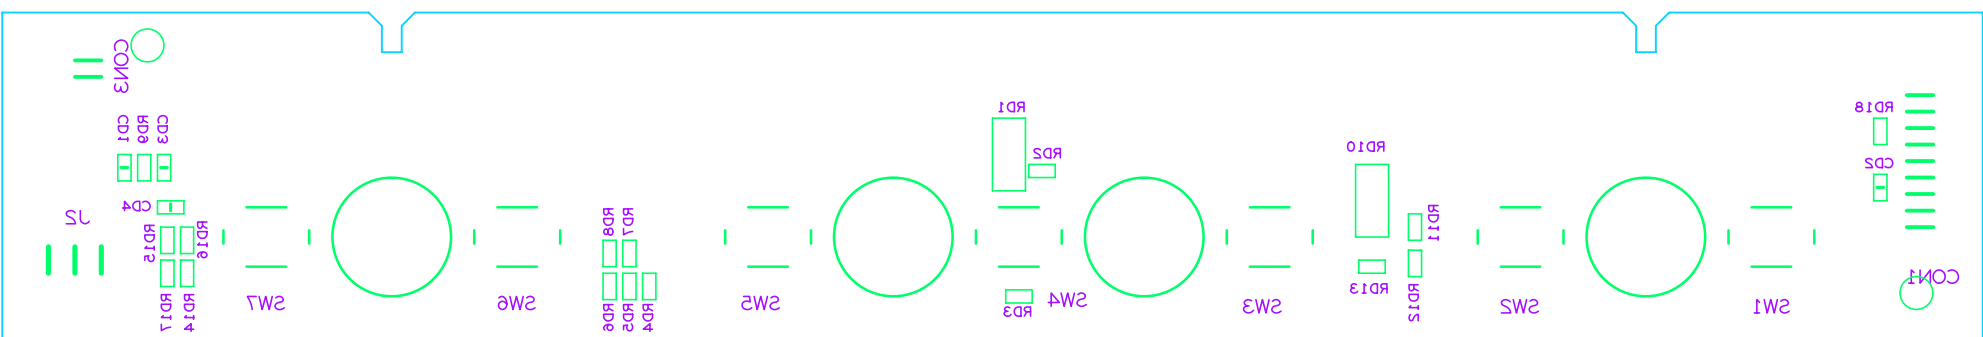 CON3
CD1
RD9
CD3
RD1
RD18
RD2
RD10
CD2
CD4
J2
RD15
RD16
RD8
RD7
RD11
CON1
RD17
RD14
SW7
SW6
RD6
RD5
RD4
SW5
RD3
SW4
SW3
RD13
RD12
SW2
SW1